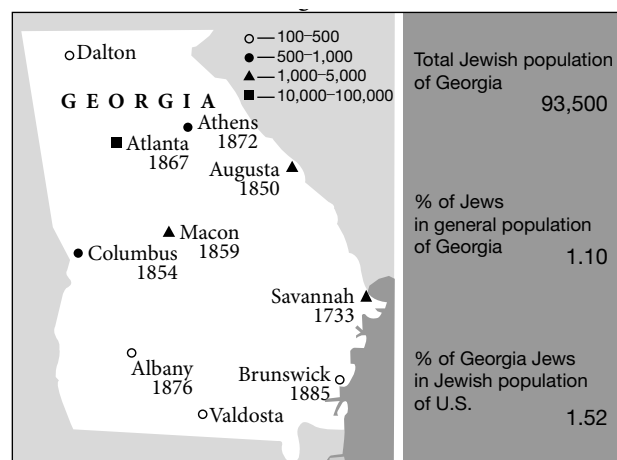 Dalton
—100–500
—500–1,000
—1,000–5,000
—10,000–100,000
GEORGIA
Athens
1872
Atlanta
1867
Augusta
1850
Macon
1859
Columbus
1854
Savannah
1733
Albany
1876
Brunswick
1885
Valdosta
Total Jewish population
of Georgia
93,500
% of Jews
in general population
of Georgia
1.10
% of Georgia Jews
in Jewish population
of U.S.
1.52